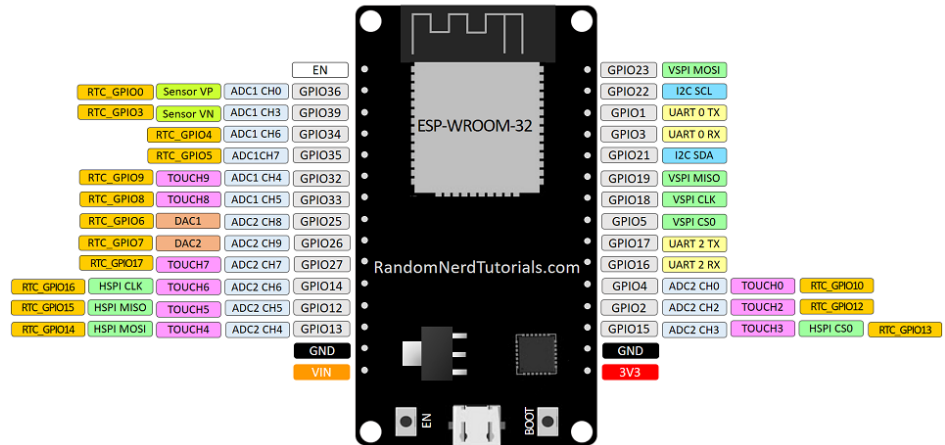 EN GPIO23 VSPI MOSI
RTC_GPIO0 Sensor VP ADC1 CH0 GPIO36 GPIO22 I2C SCL
RTC_GPIO3 Sensor VN ADC1 CH3 GPIO39 GPIO1 UART 0 TX
RTC_GPIO4 ADC1 CH6 GPIO34 ESP-WROOM-32 GPIO3 UART 0 RX
RTC_GPIO5 ADC1CH7 GPIO35 GPIO21 I2C SDA
RTC_GPIO9 TOUCH9 ADC1 CH4 GPIO32 GPIO19 VSPI MISO
RTC_GPIO8 TOUCH8 ADC1 CH5 GPIO33 GPIO18 VSPI CLK
RTC_GPIO6 DAC1 ADC2 CH8 GPIO25 GPIO5 VSPI CS0
RTC_GPIO7 DAC2 ADC2 CH9 GPIO26 GPIO17 UART 2 TX
RTC_GPIO17 TOUCH7 ADC2 CH7 GPIO27 RandomNerdTutorials.com GPIO16 UART 2 RX
RTC_GPIO16 HSPI CLK TOUCH6 ADC2 CH6 GPIO14 GPIO4 ADC2 CH0 TOUCH0 RTC_GPIO10
RTC_GPIO15 HSPI MISO TOUCH5 ADC2 CH5 GPIO12 GPIO2 ADC2 CH2 TOUCH2 RTC_GPIO12
RTC_GPIO14 HSPI MOSI TOUCH4 ADC2 CH4 GPIO13 GPIO15 ADC2 CH3 TOUCH3 HSPI CS0 RTC_GPIO13
GND GND
VIN 3V3
EN BOOT